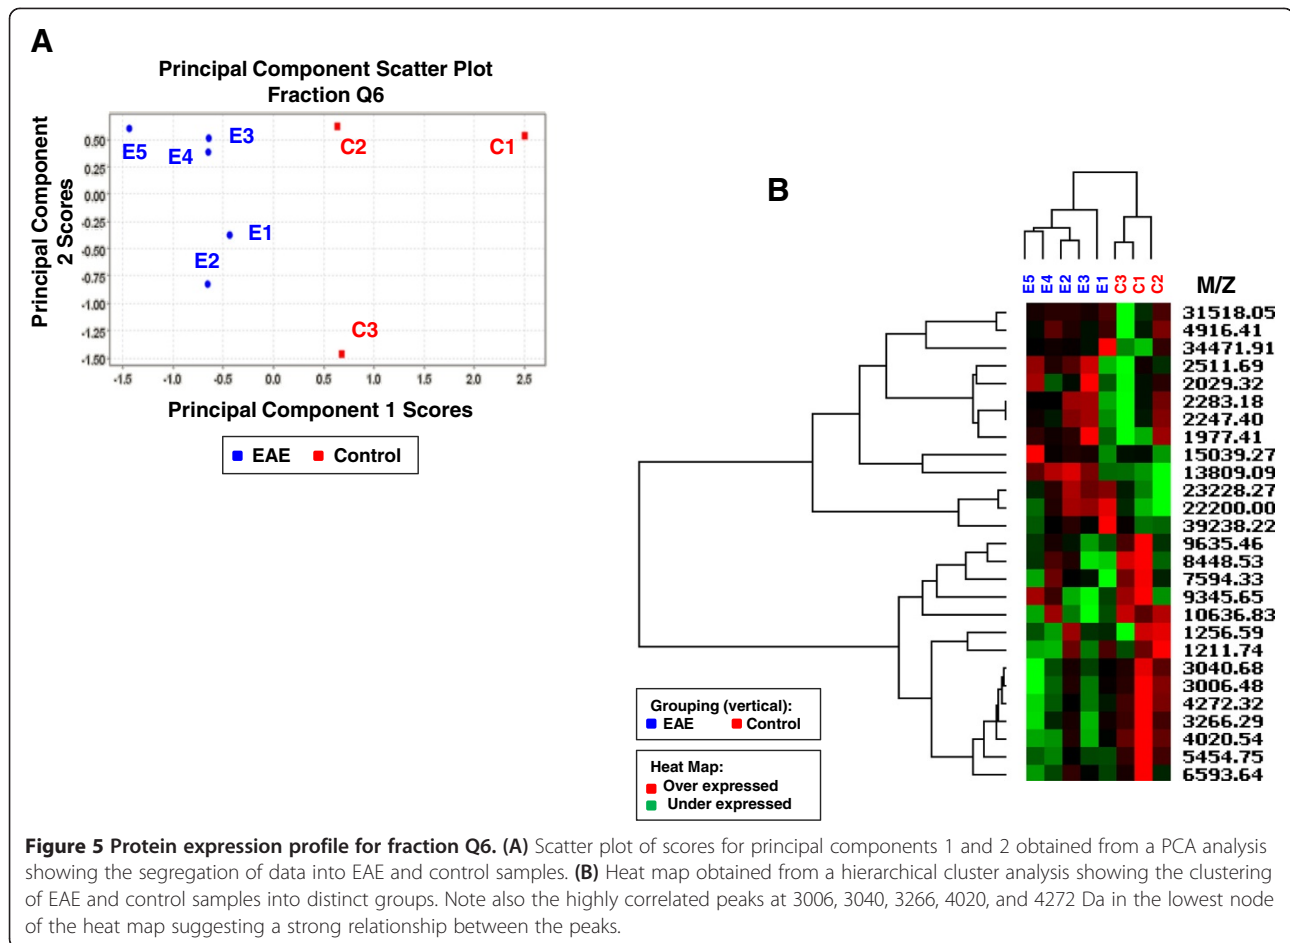 A
Principal Component Scatter Plot
Fraction Q6
Principal Component
2 Scores
0.50
0.25
0.00
-0.25
-0.50
-0.75
-1.00
-1.25
-1.50
E5
E4
E3
E1
E2
C2
C1
C3
-1.5
-1.0
-0.5
0.0
0.5
1.0
1.5
2.0
2.5
Principal Component 1 Scores
EAE Control
B
E5 E4 E2 E3 E1 C3 C1 C2
M/Z
31518.05
4916.41
34471.91
2511.69
2029.32
2283.18
2247.40
1977.41
15039.27
13809.09
23228.27
22200.00
39238.22
9635.46
8448.53
7594.33
9345.65
10636.83
1256.59
1211.74
3040.68
3006.48
4272.32
3266.29
4020.54
5454.75
6593.64
Grouping (vertical):
EAE Control
Heat Map:
Over expressed
Under expressed
Figure 5 Protein expression profile for fraction Q6. (A) Scatter plot of scores for principal components 1 and 2 obtained from a PCA analysis
showing the segregation of data into EAE and control samples. (B) Heat map obtained from a hierarchical cluster analysis showing the clustering
of EAE and control samples into distinct groups. Note also the highly correlated peaks at 3006, 3040, 3266, 4020, and 4272 Da in the lowest node
of the heat map suggesting a strong relationship between the peaks.